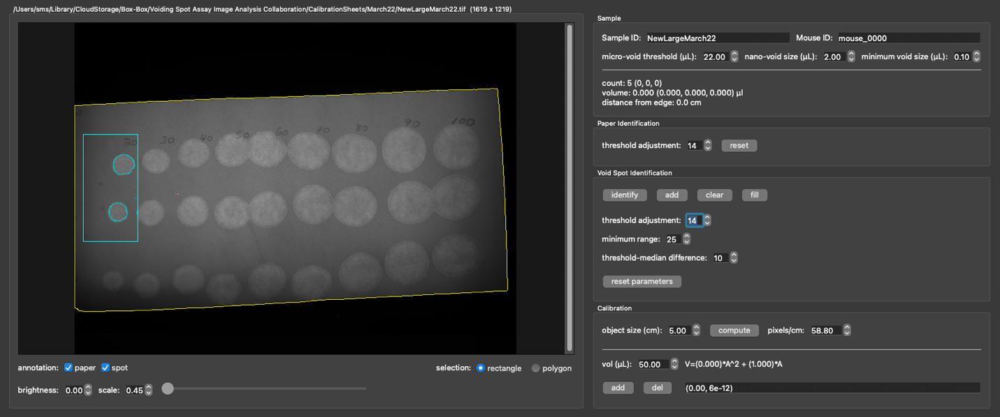 /Users/sms/Library/CloudStorage/Box-Box/Voiding Spot Assay Image Analysis Collaboration/CalibrationSheets/March22/NewLargeMarch22.tif (1619 x 1219)
20 30 40 50 60 70 80 90 100
annotation: paper spot
selection: rectangle polygon
brightness: 0.00 scale: 0.45
Sample
Sample ID: NewLargeMarch22 Mouse ID: mouse_0000
micro-void threshold (µL): 22.00 nano-void size (µL): 2.00 minimum void size (µL): 0.10
count: 5 (0, 0, 0)
volume: 0.000 (0.000, 0.000, 0.000) µl
distance from edge: 0.0 cm
Paper Identification
threshold adjustment: 14 reset
Void Spot Identification
identify add clear fill
threshold adjustment: 14
minimum range: 25
threshold-median difference: 10
reset parameters
Calibration
object size (cm): 5.00 compute pixels/cm: 58.80
vol (µL): 50.00 V=(0.000)*A^2 + (1.000)*A
add del (0.00, 6e-12)